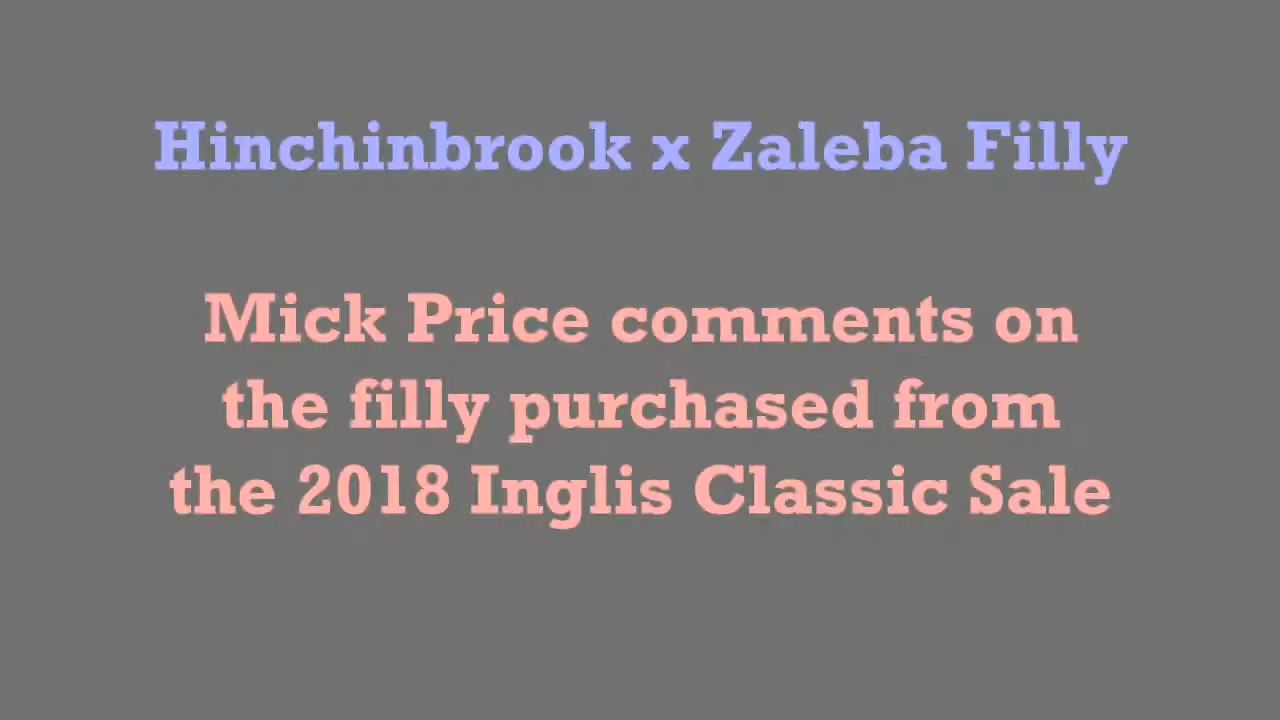 Hinchinbrook x Zaleba Filly
Mick Price comments on
the filly purchased from
the 2018 Inglis Classic Sale